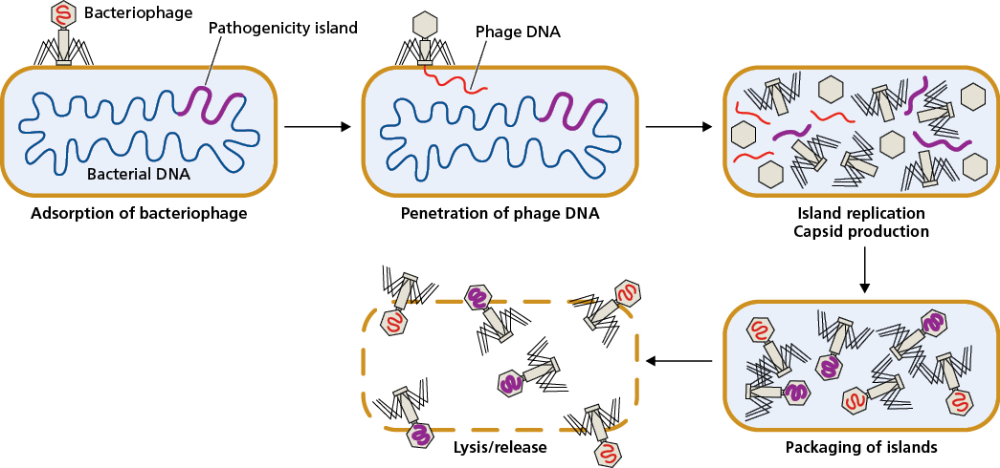 Bacteriophage
Pathogenicity island
Bacterial DNA
Adsorption of bacteriophage
Phage DNA
Penetration of phage DNA
Island replication
Capsid production
Packaging of islands
Lysis/release